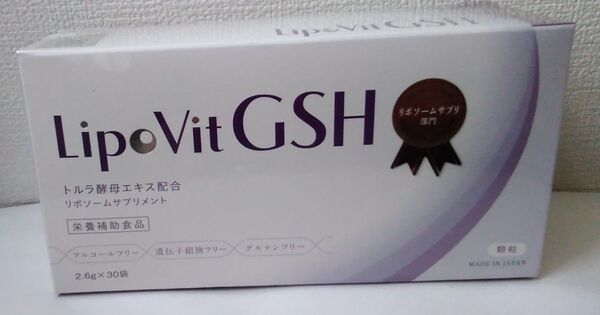 LipoVit GSH
LipoVit GSH
リポソームサプリ
部門
トルラ酵母エキス配合
リポソームサプリメント
栄養補助食品
アルコールフリー 遺伝子組換フリー グルテンフリー
2.6g×30袋
顆粒
MADE IN JAPAN